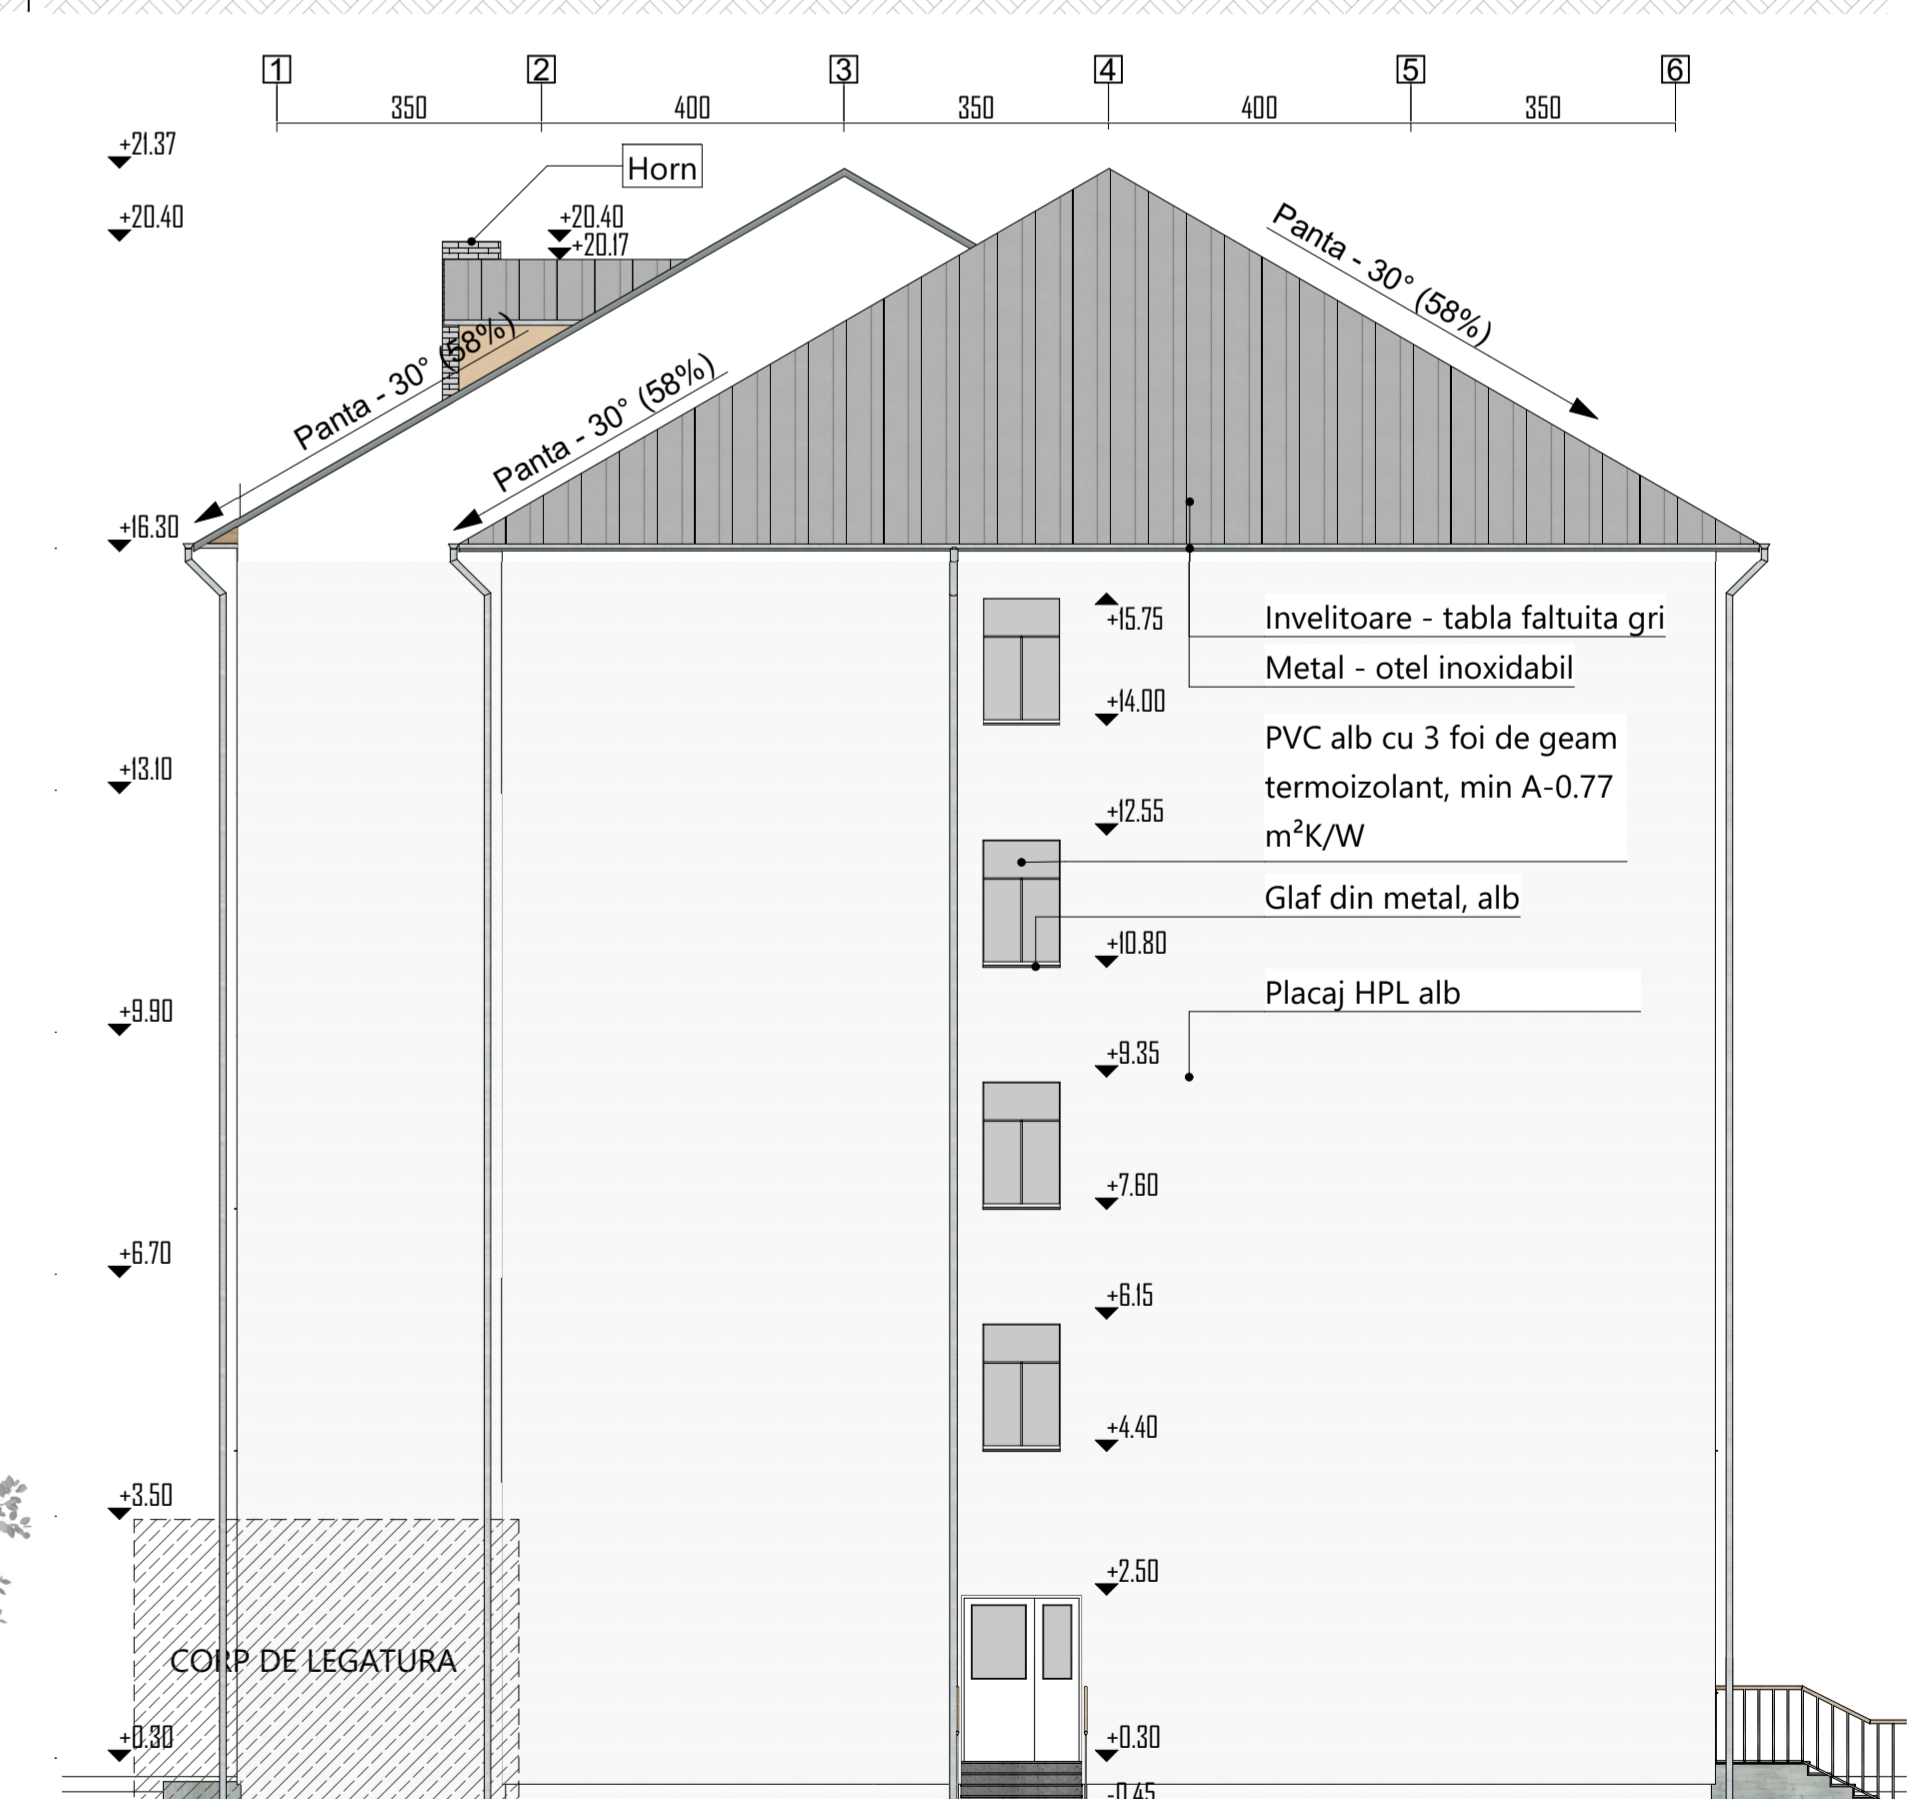 1 2 3 4 5 6
350 400 350 400 350
+21.37
Horn
+20.40
+20.40
+20.17
Panta - 30° (58%)
Panta - 30° (58%)
Panta - 30° (58%)
+16.30
+15.75
Invelitoare - tabla faltuita gri
Metal - otel inoxidabil
+14.00
PVC alb cu 3 foi de geam
termoizolant, min A-0.77
m²K/W
+13.10
+12.55
Glaf din metal, alb
+10.80
Placaj HPL alb
+9.90
+9.35
+7.60
+6.70
+6.15
+4.40
+3.50
+2.50
CORP DE LEGATURA
+0.30
+0.30
-0.45